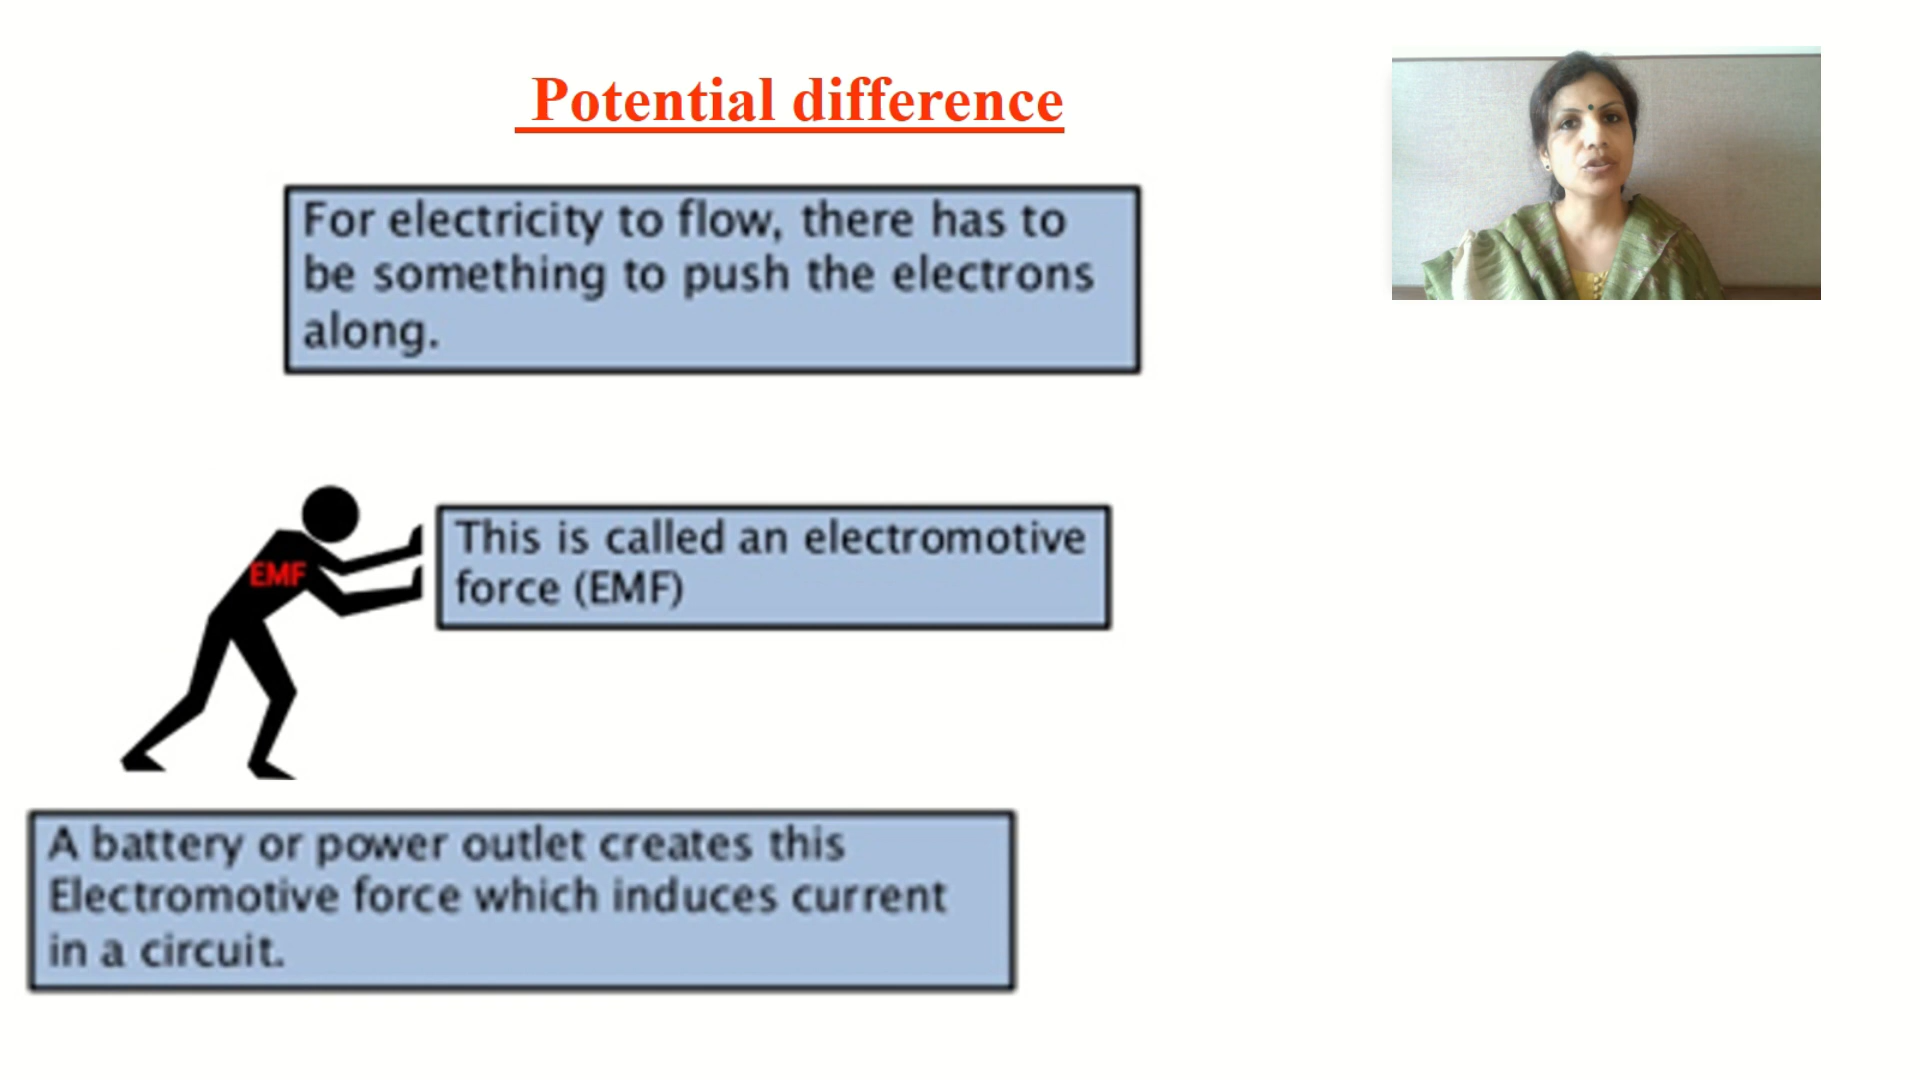 Potential difference
For electricity to flow, there has to
be something to push the electrons
along.
EMF
This is called an electromotive
force (EMF)
A battery or power outlet creates this
Electromotive force which induces current
in a circuit.